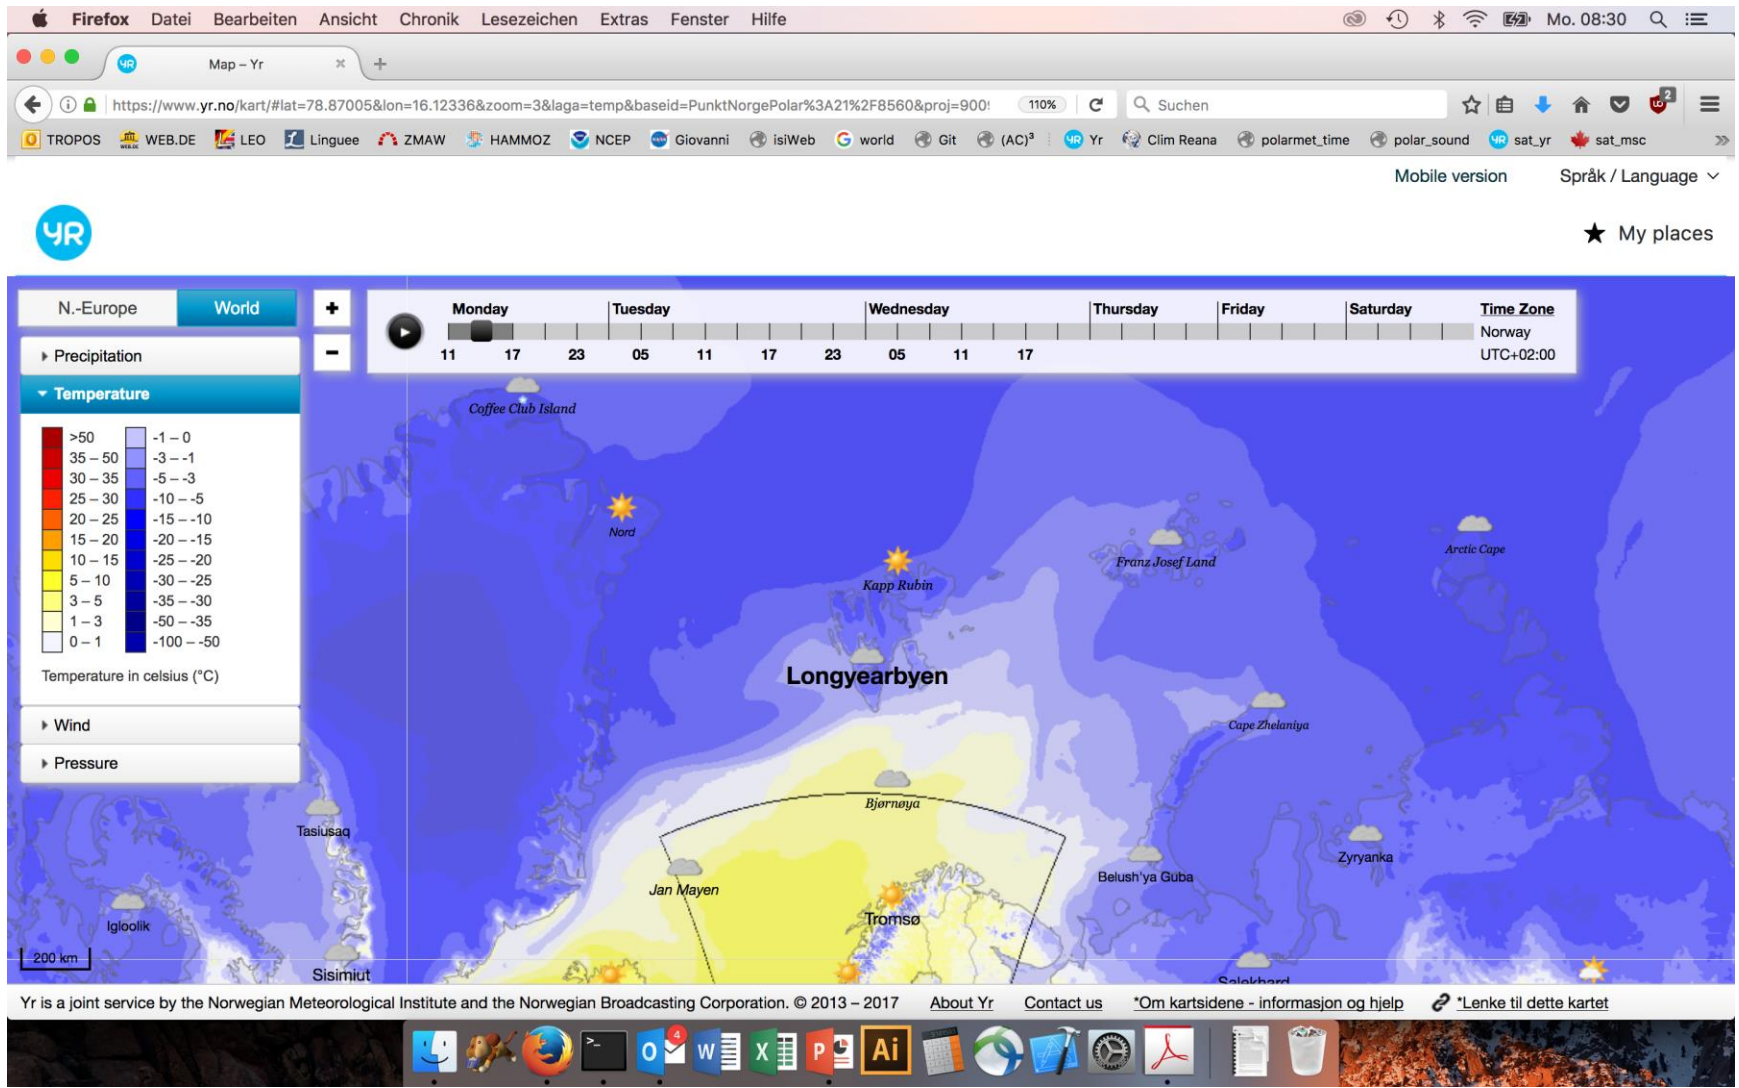 Firefox Datei Bearbeiten Ansicht Chronik Lesezeichen Extras Fenster Hilfe Mo. 08:30
YR Map – Yr
https://www.yr.no/kart/#lat=78.87005&lon=16.12336&zoom=3&laga=temp&baseid=PunktNorgePolar%3A21%2F8560&proj=900 110% Suchen 2
TROPOS WEB.DE LEO Linguee ZMAW HAMMOZ NCEP Giovanni isiWeb world Git (AC)³ Yr Clim Reana polarmet_time polar_sound sat_yr sat_msc
Mobile version Språk / Language
YR
My places
N.-Europe World
+
−
Monday Tuesday Wednesday Thursday Friday Saturday Time Zone
Norway
11 17 23 05 11 17 23 05 11 17 UTC+02:00
Precipitation
Temperature
>50 -1 – 0
35 – 50 -3 – -1
30 – 35 -5 – -3
25 – 30 -10 – -5
20 – 25 -15 – -10
15 – 20 -20 – -15
10 – 15 -25 – -20
5 – 10 -30 – -25
3 – 5 -35 – -30
1 – 3 -50 – -35
0 – 1 -100 – -50
Temperature in celsius (°C)
Wind
Pressure
Coffee Club Island
Nord
Kapp Rubin
Franz Josef Land
Arctic Cape
Longyearbyen
Cape Zhelaniya
Bjørnøya
Tasiusaq
Zyryanka
Belush'ya Guba
Jan Mayen
Tromsø
Igloolik
200 km
Sisimiut
Salekhard
Yr is a joint service by the Norwegian Meteorological Institute and the Norwegian Broadcasting Corporation. © 2013 – 2017 About Yr Contact us *Om kartsidene - informasjon og hjelp *Lenke til dette kartet
4
Ai